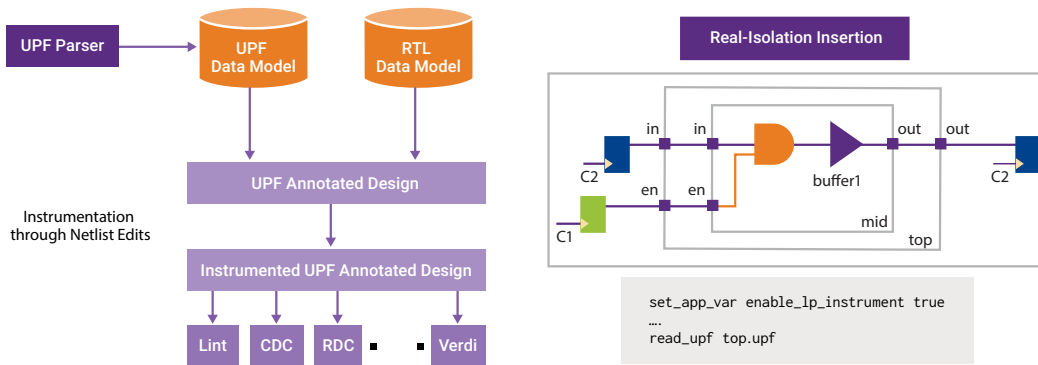 UPF Parser
UPF
Data Model
RTL
Data Model
UPF Annotated Design
Instrumentation
through Netlist Edits
Instrumented UPF Annotated Design
Lint
CDC
RDC
Verdi
Real-Isolation Insertion
in
in
out
out
C2
buffer1
C2
en
en
C1
mid
top
set_app_var enable_lp_instrument true
….
read_upf top.upf